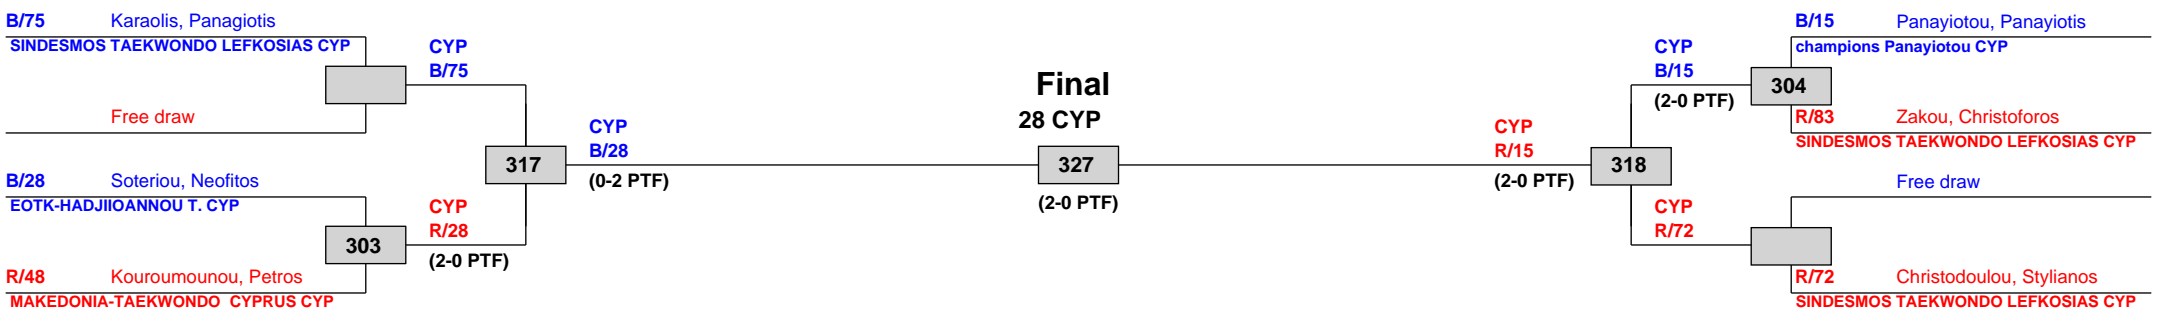 B/75 Karaolis, Panagiotis
SINDESMOS TAEKWONDO LEFKOSIAS CYP
CYP
B/75
Free draw
B/28 Soteriou, Neofitos
EOTK-HADJIIOANNOU T. CYP
303
CYP
R/28
(2-0 PTF)
R/48 Kouroumounou, Petros
MAKEDONIA-TAEKWONDO  CYPRUS CYP
317
CYP
B/28
(0-2 PTF)
Final
28 CYP
327
(2-0 PTF)
CYP
R/15
(2-0 PTF)
318
CYP
B/15
(2-0 PTF)
304
B/15 Panayiotou, Panayiotis
champions Panayiotou CYP
R/83 Zakou, Christoforos
SINDESMOS TAEKWONDO LEFKOSIAS CYP
Free draw
CYP
R/72
R/72 Christodoulou, Stylianos
SINDESMOS TAEKWONDO LEFKOSIAS CYP